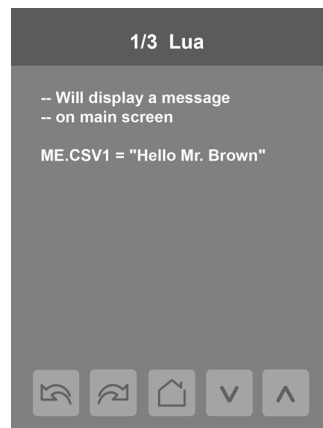 1/3 Lua
-- Will display a message
-- on main screen
ME.CSV1 = "Hello Mr. Brown"